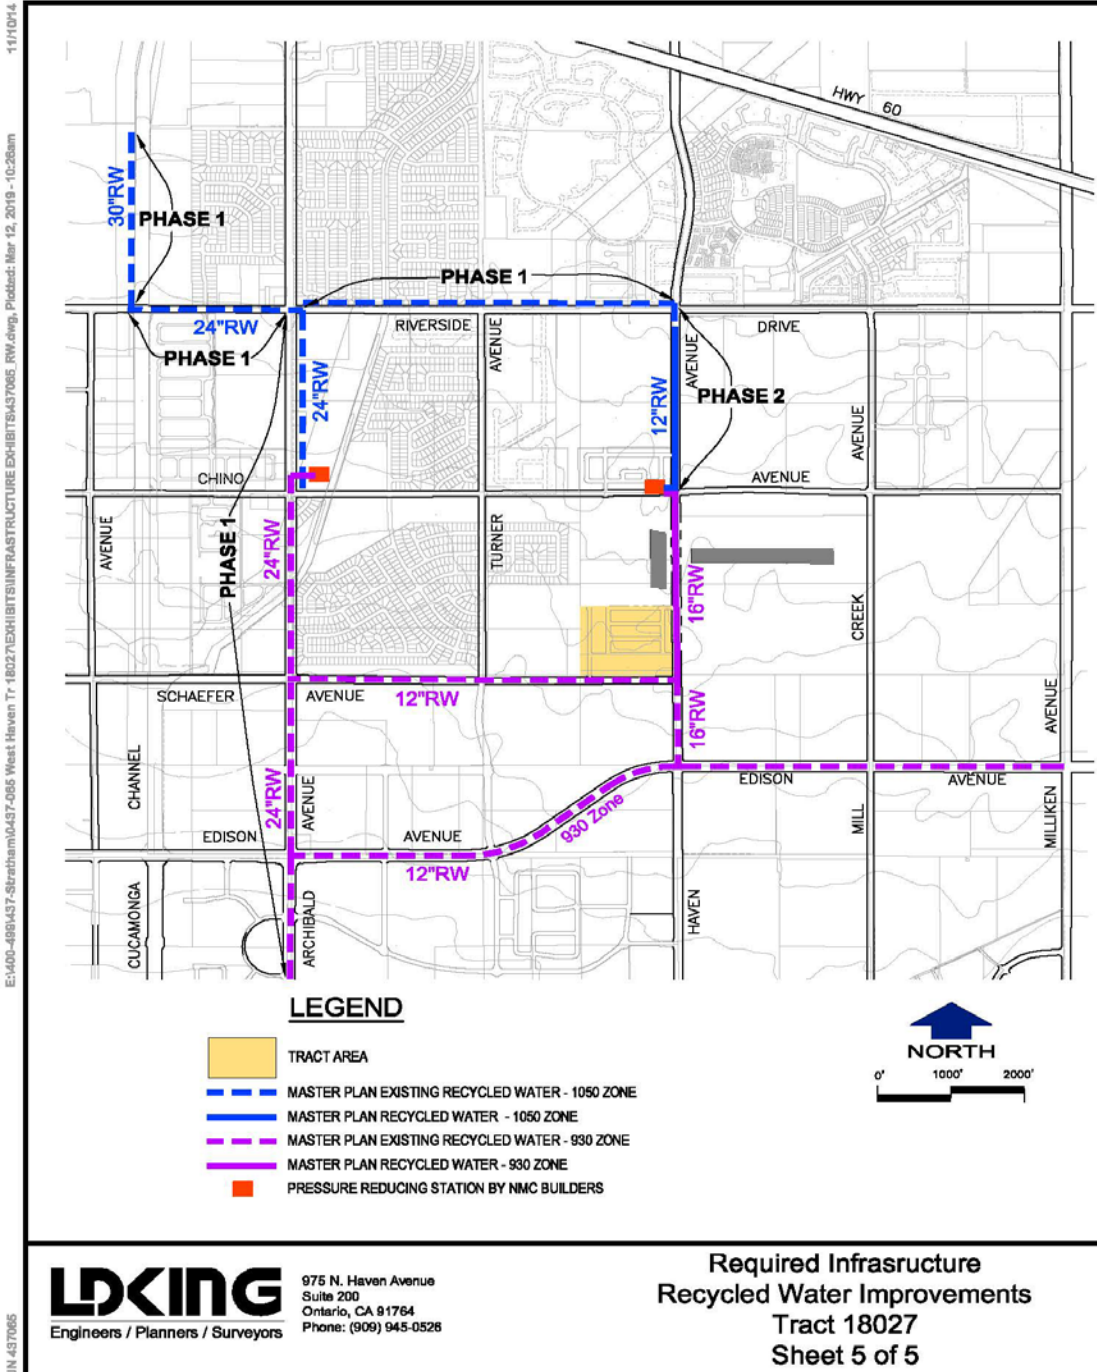 11/10/14
E:\400-499\437-Stratham\0437-065 West Haven Tr 18027\EXHIBITS\INFRASTRUCTURE EXHIBITS\437065_RW.dwg, Plotted: Mar 12, 2019 - 10:26am
IN 437065
HWY 60
30"RW
PHASE 1
PHASE 1
24"RW
RIVERSIDE
AVENUE
AVENUE
DRIVE
PHASE 1
24"RW
12"RW
PHASE 2
AVENUE
CHINO
AVENUE
AVENUE
PHASE 1
24"RW
TURNER
16"RW
CREEK
SCHAEFER
AVENUE
12"RW
16"RW
AVENUE
CHANNEL
24"RW
AVENUE
EDISON
AVENUE
EDISON
AVENUE
930 Zone
MILL
MILLIKEN
12"RW
CUCAMONGA
ARCHIBALD
HAVEN
LEGEND
TRACT AREA
MASTER PLAN EXISTING RECYCLED WATER - 1050 ZONE
MASTER PLAN RECYCLED WATER - 1050 ZONE
MASTER PLAN EXISTING RECYCLED WATER - 930 ZONE
MASTER PLAN RECYCLED WATER - 930 ZONE
PRESSURE REDUCING STATION BY NMC BUILDERS
NORTH
0' 1000' 2000'
LDKING
Engineers / Planners / Surveyors
975 N. Haven Avenue
Suite 200
Ontario, CA 91764
Phone: (909) 945-0526
Required Infrasructure
Recycled Water Improvements
Tract 18027
Sheet 5 of 5